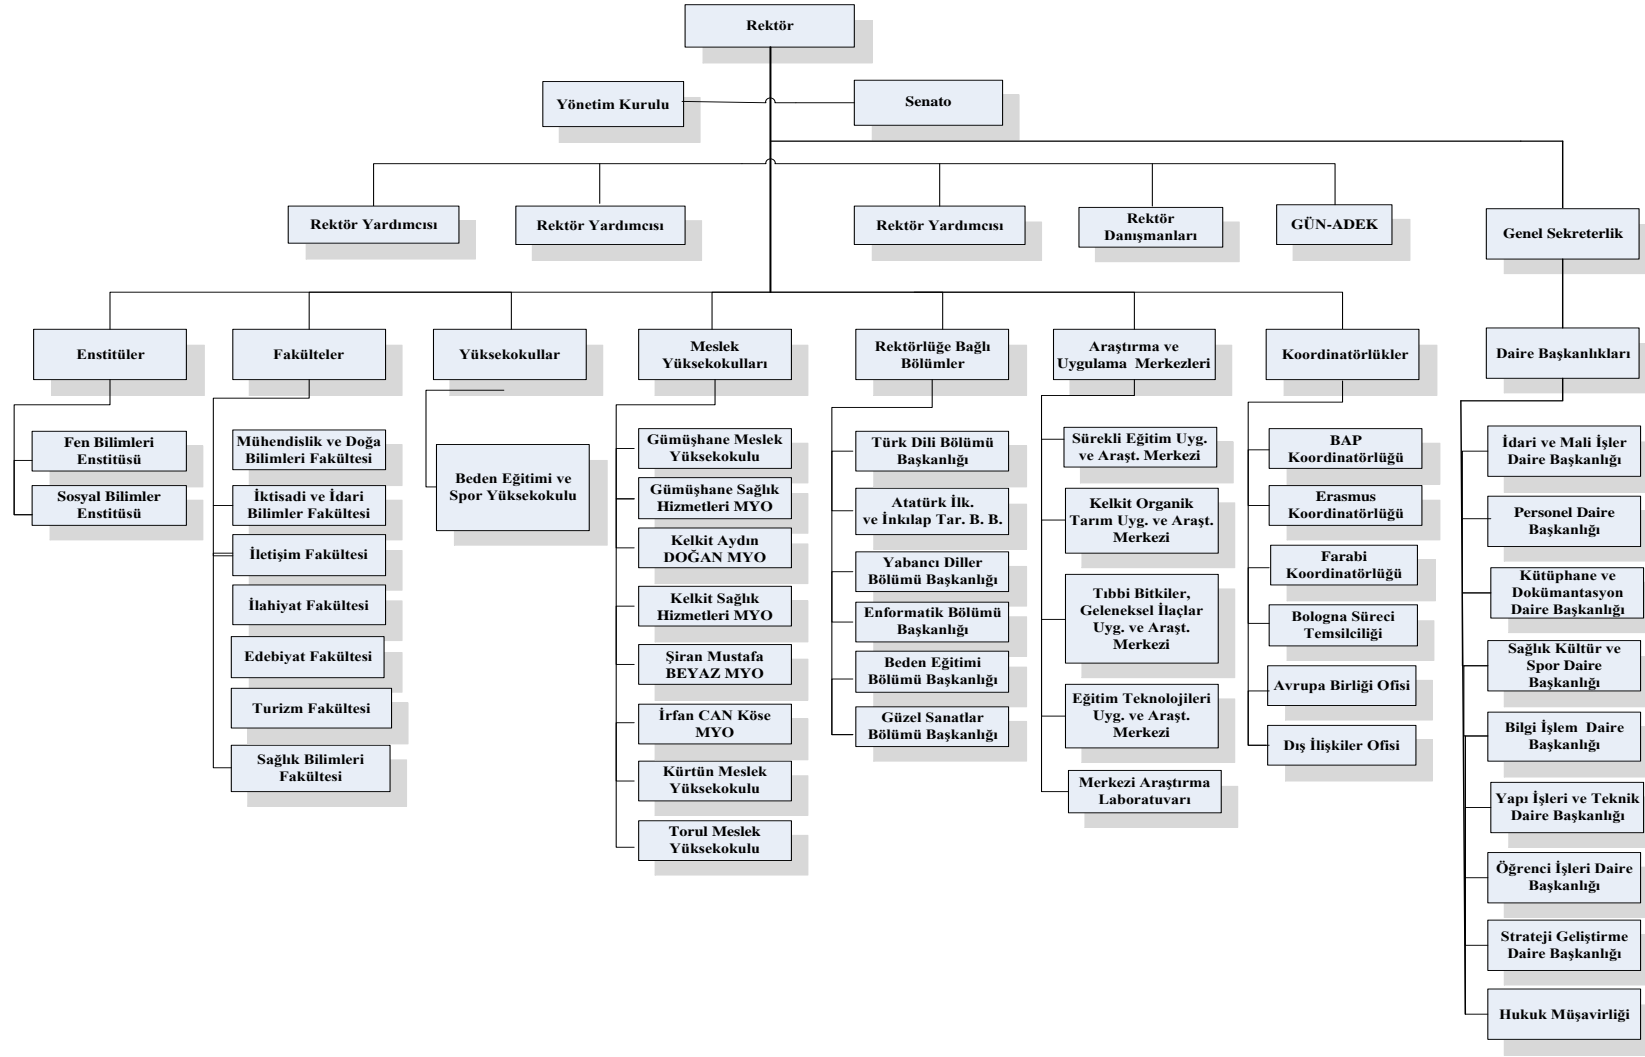 Rektör
Yönetim Kurulu
Senato
Rektör Yardımcısı
Rektör Yardımcısı
Rektör Yardımcısı
Rektör
Danışmanları
GÜN-ADEK
Genel Sekreterlik
Enstitüler
Fakülteler
Yüksekokullar
Meslek
Yüksekokulları
Rektörlüğe Bağlı
Bölümler
Araştırma ve
Uygulama Merkezleri
Koordinatörlükler
Daire Başkanlıkları
Fen Bilimleri
Enstitüsü
Sosyal Bilimler
Enstitüsü
Mühendislik ve Doğa
Bilimleri Fakültesi
İktisadi ve İdari
Bilimler Fakültesi
İletişim Fakültesi
İlahiyat Fakültesi
Edebiyat Fakültesi
Turizm Fakültesi
Sağlık Bilimleri
Fakültesi
Beden Eğitimi ve
Spor Yüksekokulu
Gümüşhane Meslek
Yüksekokulu
Gümüşhane Sağlık
Hizmetleri MYO
Kelkit Aydın
DOĞAN MYO
Kelkit Sağlık
Hizmetleri MYO
Şiran Mustafa
BEYAZ MYO
İrfan CAN Köse
MYO
Kürtün Meslek
Yüksekokulu
Torul Meslek
Yüksekokulu
Türk Dili Bölümü
Başkanlığı
Atatürk İlk.
ve İnkılap Tar. B. B.
Yabancı Diller
Bölümü Başkanlığı
Enformatik Bölümü
Başkanlığı
Beden Eğitimi
Bölümü Başkanlığı
Güzel Sanatlar
Bölümü Başkanlığı
Sürekli Eğitim Uyg.
ve Araşt. Merkezi
Kelkit Organik
Tarım Uyg. ve Araşt.
Merkezi
Tıbbi Bitkiler,
Geleneksel İlaçlar
Uyg. ve Araşt.
Merkezi
Eğitim Teknolojileri
Uyg. ve Araşt.
Merkezi
Merkezi Araştırma
Laboratuvarı
BAP
Koordinatörlüğü
Erasmus
Koordinatörlüğü
Farabi
Koordinatörlüğü
Bologna Süreci
Temsilciliği
Avrupa Birliği Ofisi
Dış İlişkiler Ofisi
İdari ve Mali İşler
Daire Başkanlığı
Personel Daire
Başkanlığı
Kütüphane ve
Dokümantasyon
Daire Başkanlığı
Sağlık Kültür ve
Spor Daire
Başkanlığı
Bilgi İşlem Daire
Başkanlığı
Yapı İşleri ve Teknik
Daire Başkanlığı
Öğrenci İşleri Daire
Başkanlığı
Strateji Geliştirme
Daire Başkanlığı
Hukuk Müşavirliği